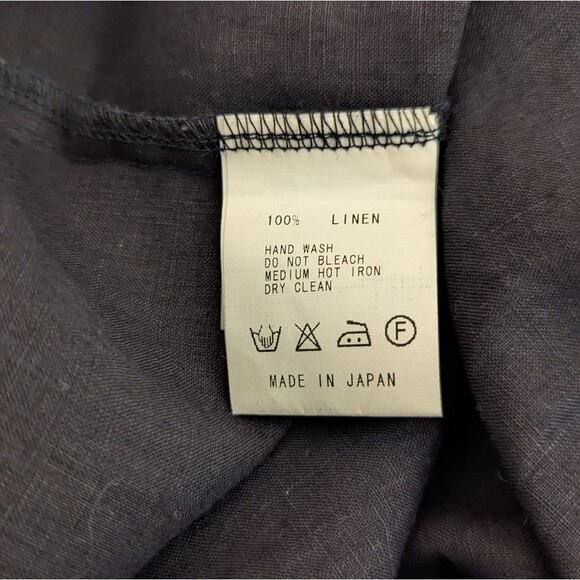 100% LINEN
HAND WASH
DO NOT BLEACH
MEDIUM HOT IRON
DRY CLEAN
F
MADE IN JAPAN